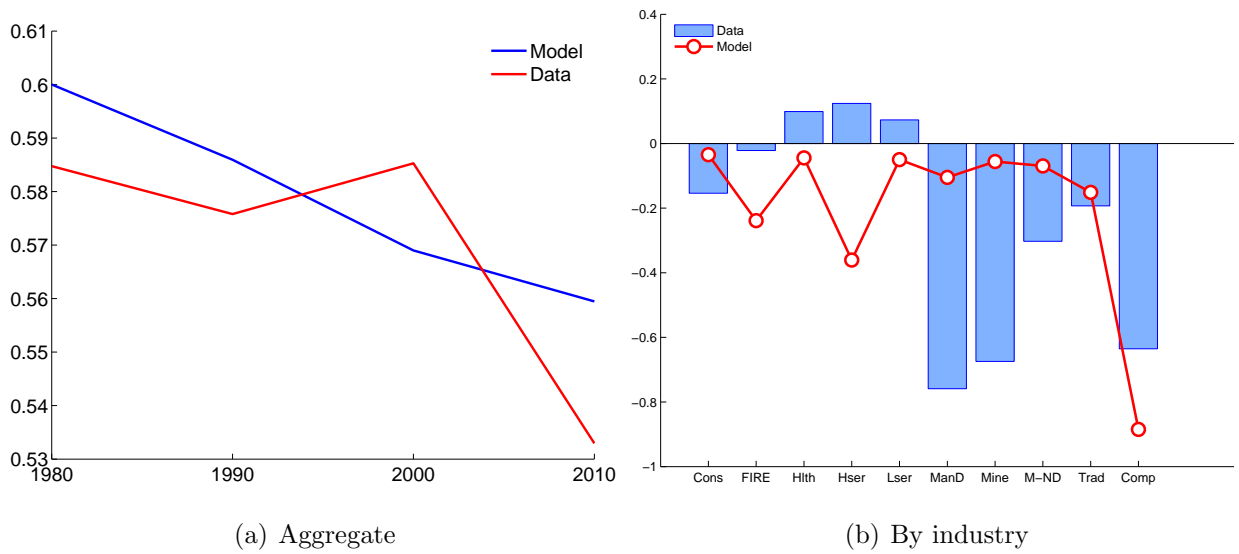 0.61
0.6
0.59
0.58
0.57
0.56
0.55
0.54
0.53
1980 1990 2000 2010
Model
Data
(a) Aggregate
0.4
0.2
0
−0.2
−0.4
−0.6
−0.8
−1
Data
Model
Cons FIRE Hlth Hser Lser ManD Mine M−ND Trad Comp
(b) By industry